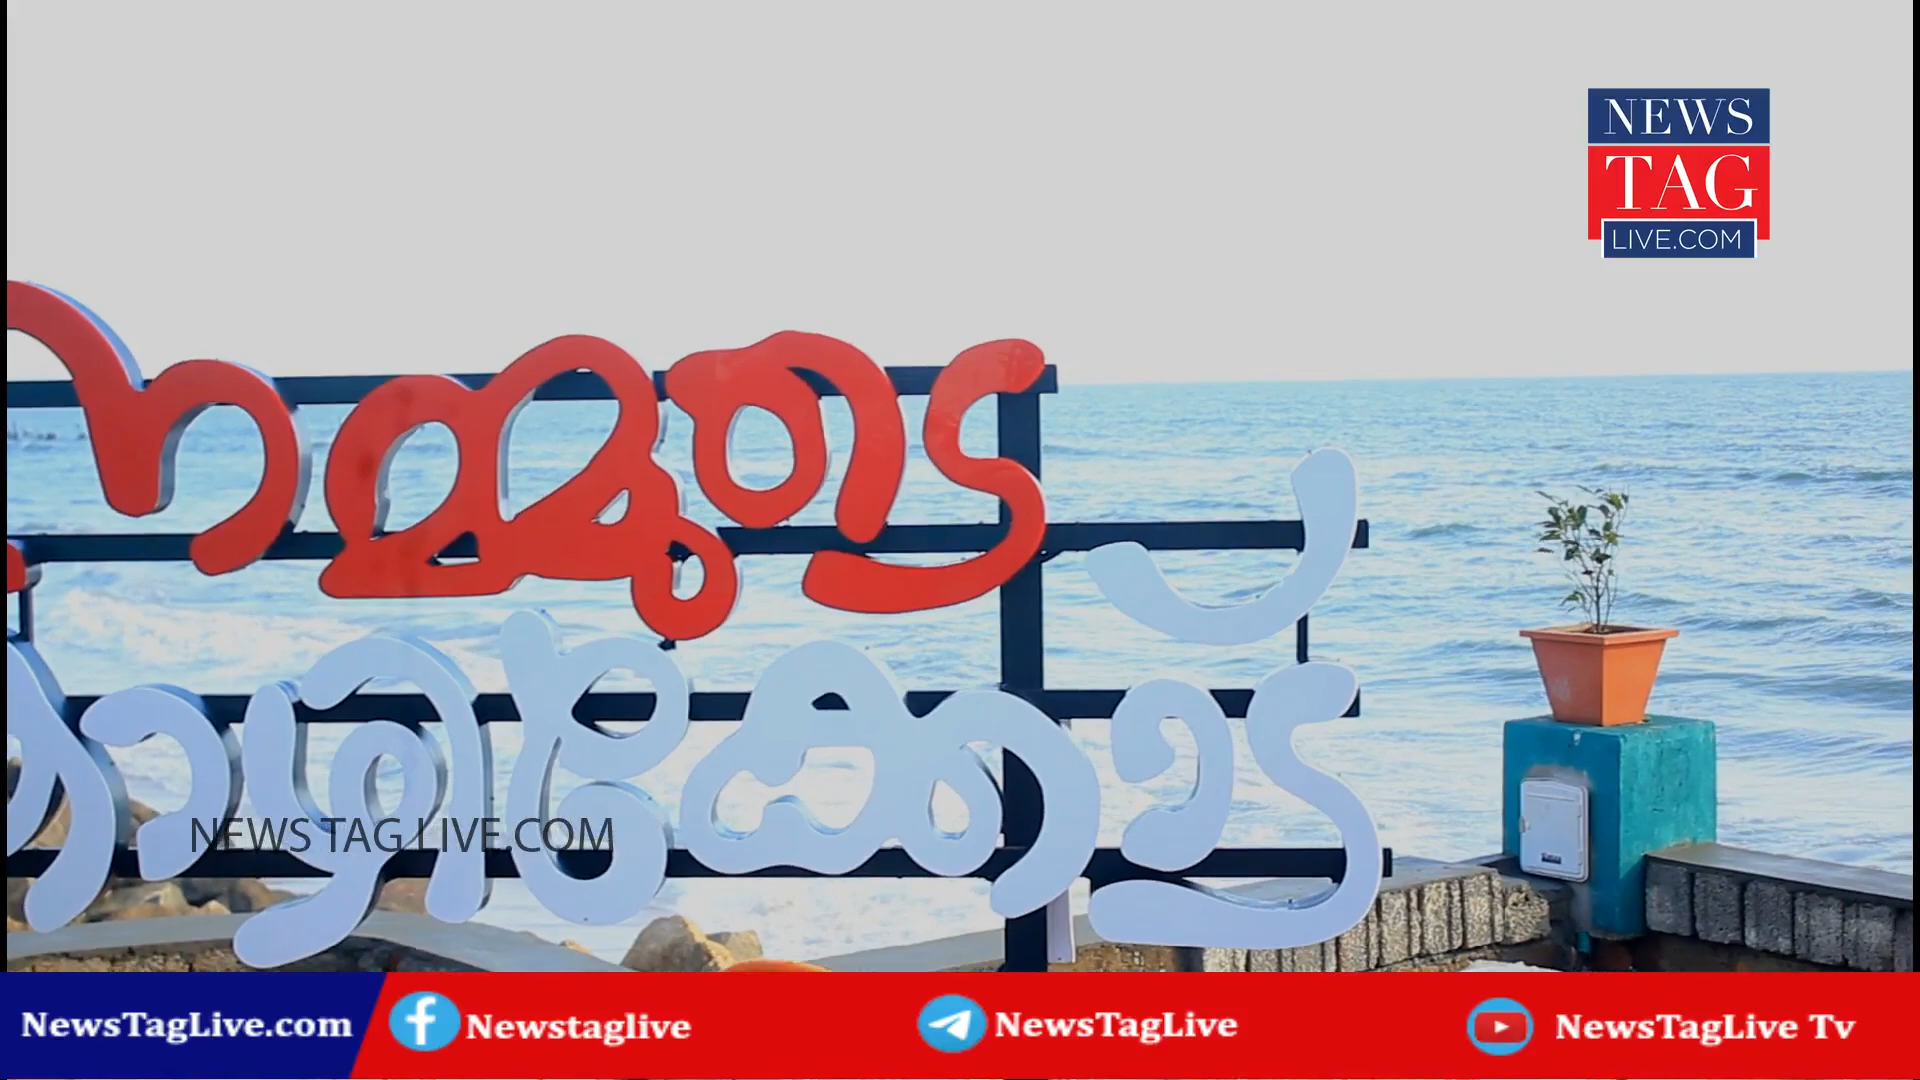 NEWS
TAG
LIVE.COM
നമ്മുടെ
കോഴിക്കോട്
NEWS TAG LIVE.COM
NewsTagLive.com
Newstaglive
NewsTagLive
NewsTagLive Tv